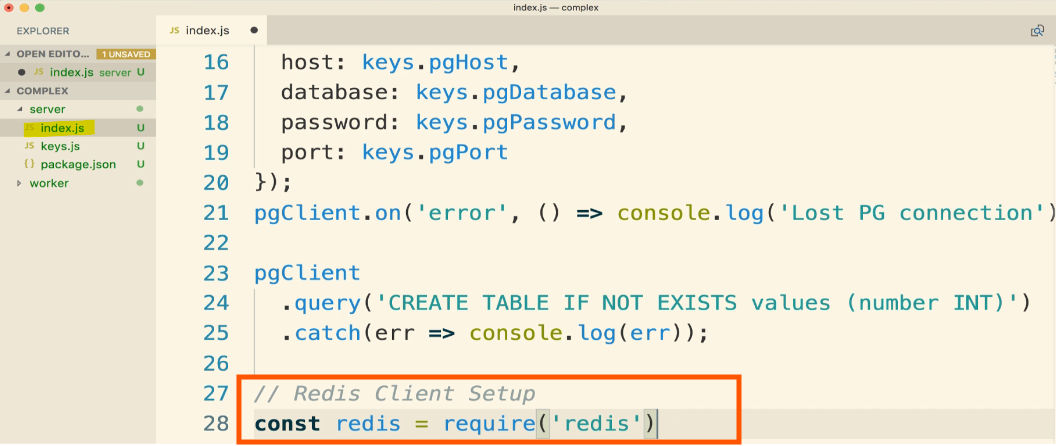 index.js — complex
EXPLORER
OPEN EDITO... 1 UNSAVED
JS index.js server U
COMPLEX
server
JS index.js U
JS keys.js U
{} package.json U
worker
JS index.js
16 host: keys.pgHost,
17 database: keys.pgDatabase,
18 password: keys.pgPassword,
19 port: keys.pgPort
20 });
21 pgClient.on('error', () => console.log('Lost PG connection')
22
23 pgClient
24 .query('CREATE TABLE IF NOT EXISTS values (number INT)')
25 .catch(err => console.log(err));
26
27 // Redis Client Setup
28 const redis = require('redis')